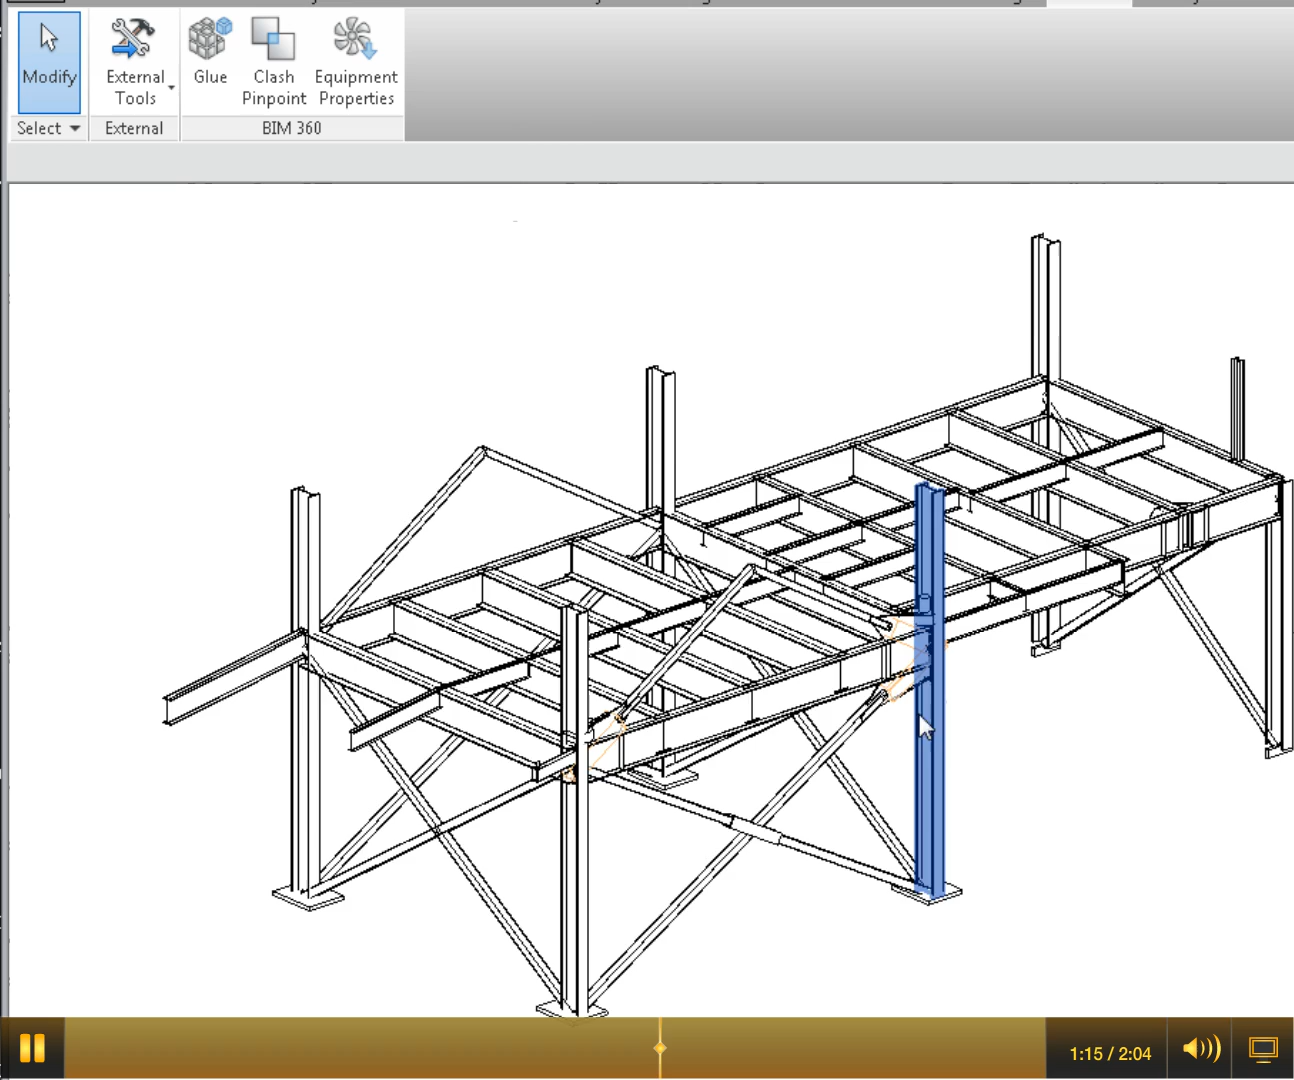 Modify
External
Tools
Glue
Clash
Pinpoint
Equipment
Properties
Select
External
BIM 360
1:15 / 2:04